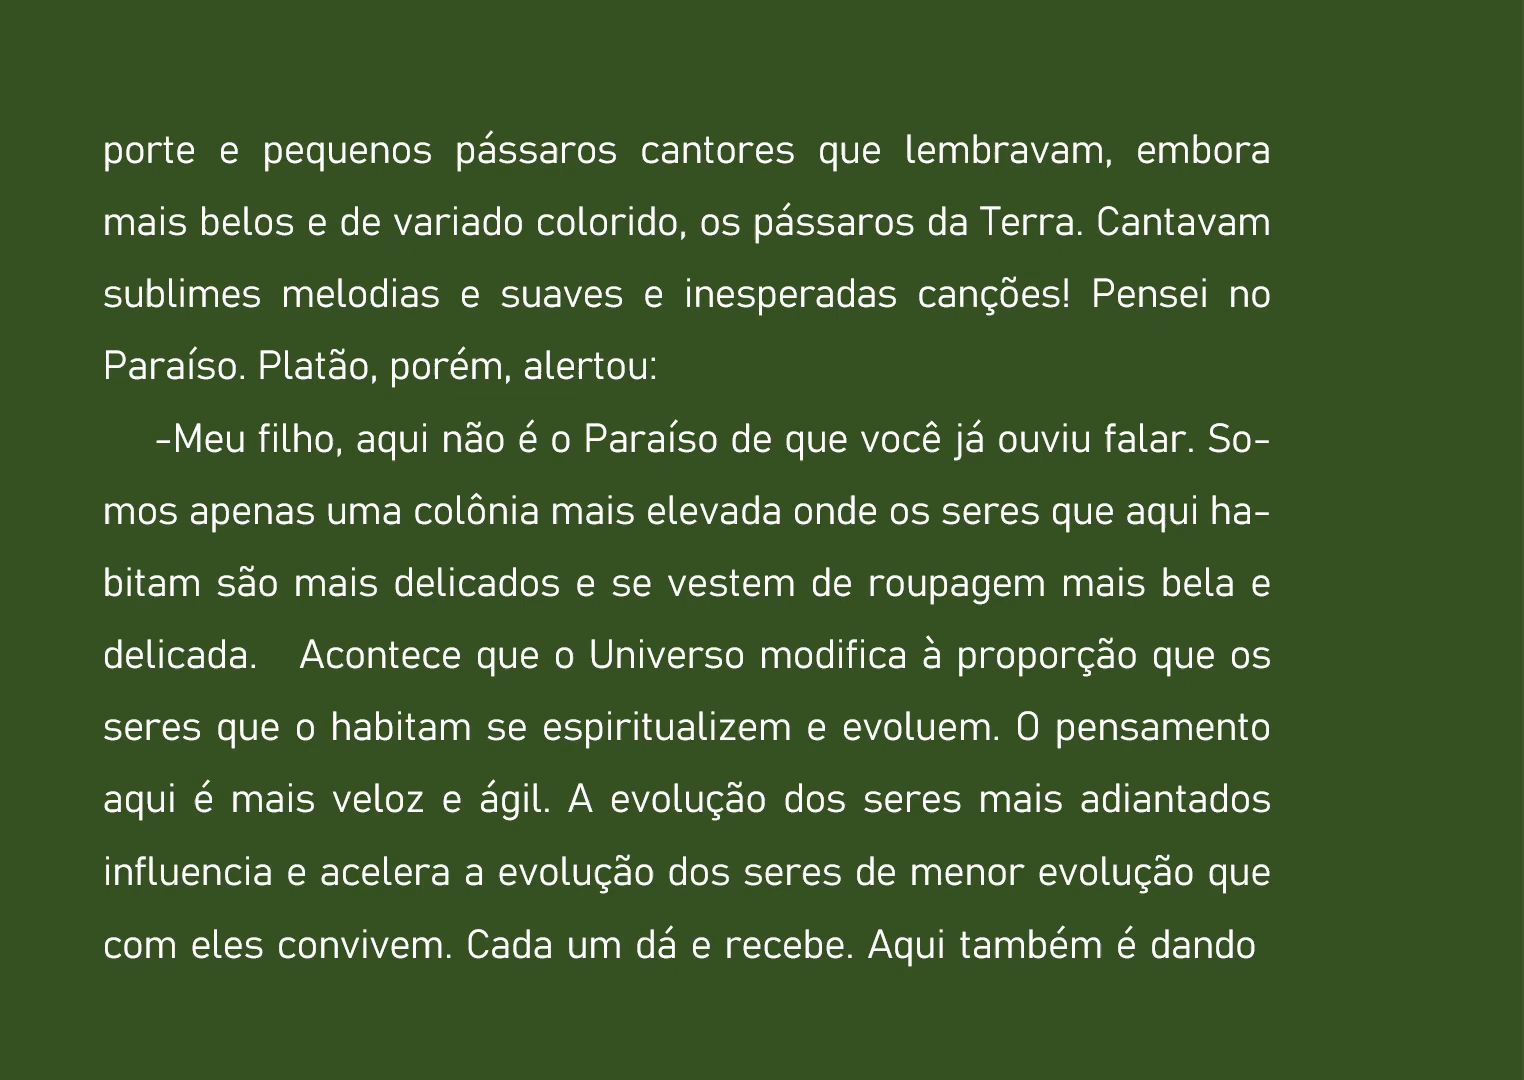 porte e pequenos pássaros cantores que lembravam, embora
mais belos e de variado colorido, os pássaros da Terra. Cantavam
sublimes melodias e suaves e inesperadas canções! Pensei no
Paraíso. Platão, porém, alertou:
-Meu filho, aqui não é o Paraíso de que você já ouviu falar. So-
mos apenas uma colônia mais elevada onde os seres que aqui ha-
bitam são mais delicados e se vestem de roupagem mais bela e
delicada. Acontece que o Universo modifica à proporção que os
seres que o habitam se espiritualizem e evoluem. O pensamento
aqui é mais veloz e ágil. A evolução dos seres mais adiantados
influencia e acelera a evolução dos seres de menor evolução que
com eles convivem. Cada um dá e recebe. Aqui também é dando